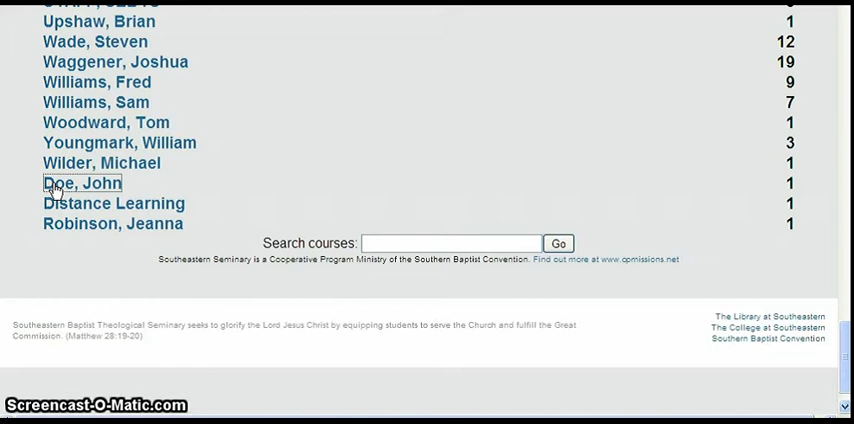 Upshaw, Brian 1
Wade, Steven 12
Waggener, Joshua 19
Williams, Fred 9
Williams, Sam 7
Woodward, Tom 1
Youngmark, William 3
Wilder, Michael 1
Doe, John 1
Distance Learning 1
Robinson, Jeanna 1
Search courses: Go
Southeastern Seminary is a Cooperative Program Ministry of the Southern Baptist Convention. Find out more at www.cpmissions.net
Southeastern Baptist Theological Seminary seeks to glorify the Lord Jesus Christ by equipping students to serve the Church and fulfill the Great
Commission. (Matthew 28:19-20)
The Library at Southeastern
The College at Southeastern
Southern Baptist Convention
Screencast-O-Matic.com